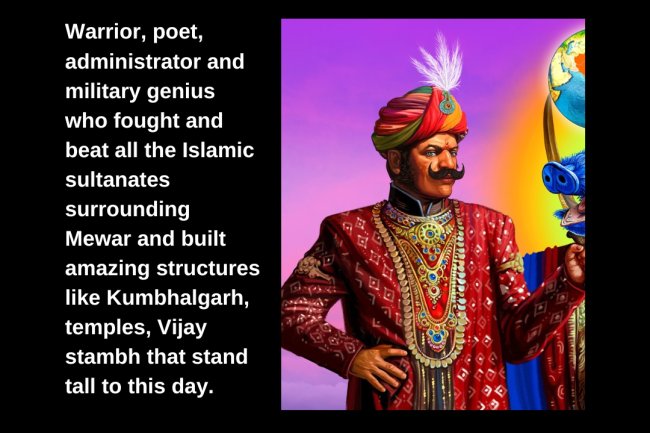 Warrior, poet,
administrator and
military genius
who fought and
beat all the Islamic
sultanates
surrounding
Mewar and built
amazing structures
like Kumbhalgarh,
temples, Vijay
stambh that stand
tall to this day.